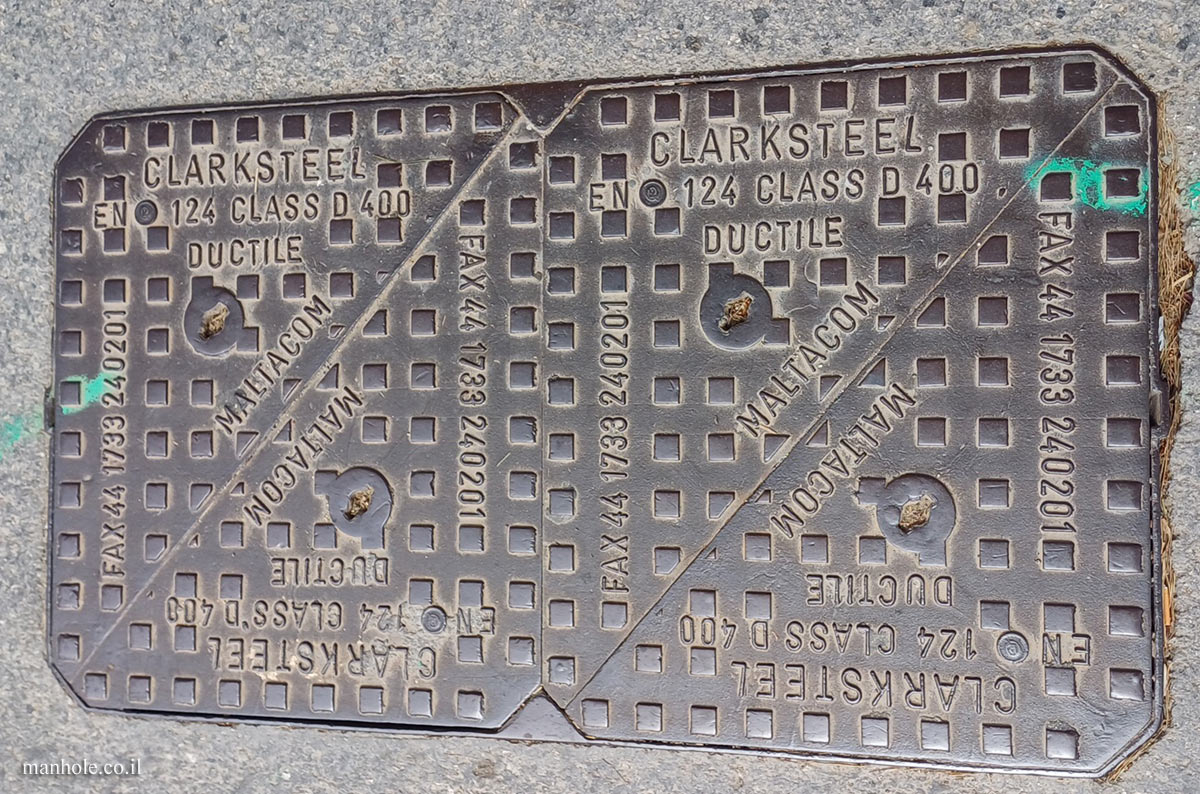 CLARKSTEEL
EN 124 CLASS D 400
DUCTILE
MALTACOM
FAX 44 1733 240201
CLARKSTEEL
EN 124 CLASS D 400
DUCTILE
MALTACOM
FAX 44 1733 240201
CLARKSTEEL
EN 124 CLASS D 400
DUCTILE
MALTACOM
FAX 44 1733 240201
CLARKSTEEL
EN 124 CLASS D 400
DUCTILE
MALTACOM
FAX 44 1733 240201
manhole.co.il